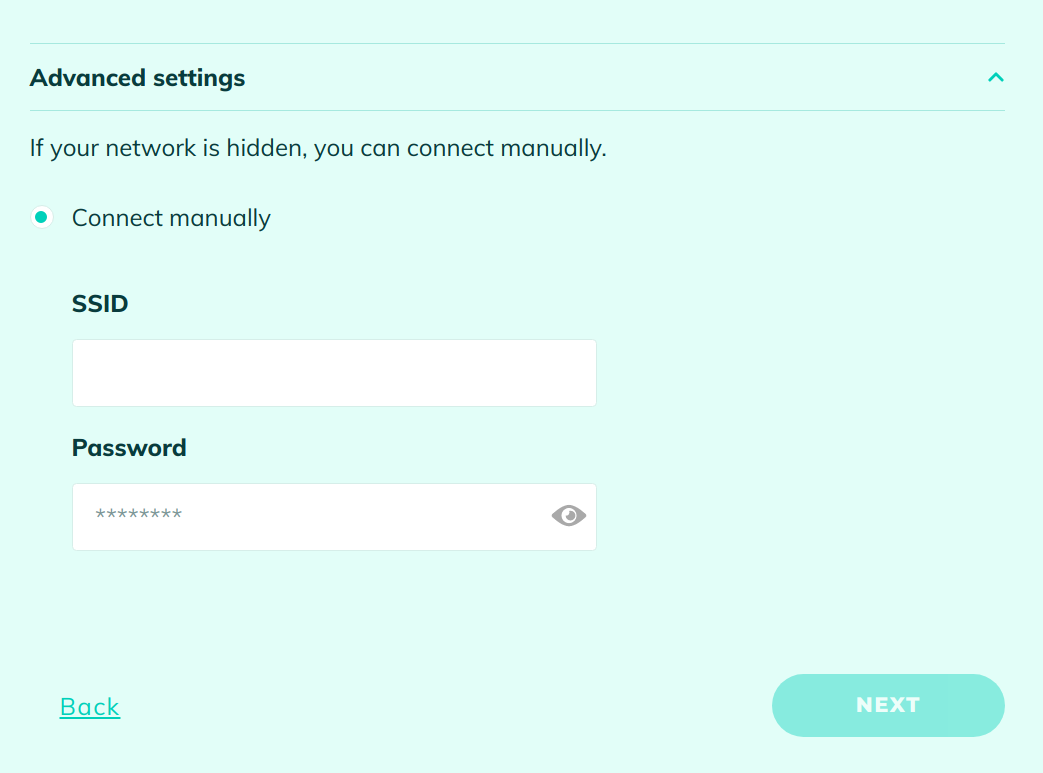 Advanced settings
If your network is hidden, you can connect manually.
Connect manually
SSID
Password
********
Back
NEXT